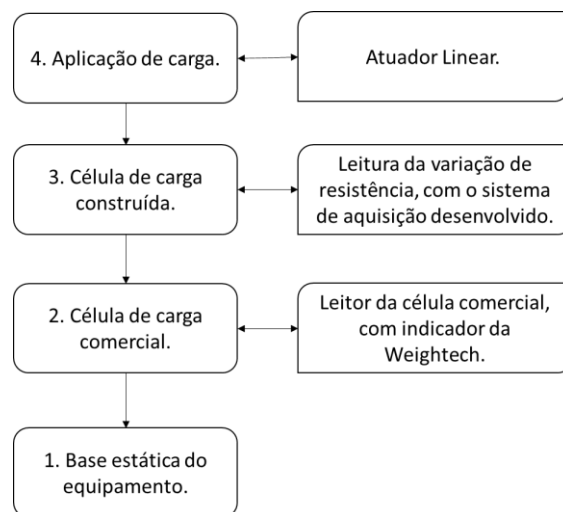 4. Aplicação de carga.
Atuador Linear.
3. Célula de carga
construída.
Leitura da variação de
resistência, com o sistema
de aquisição desenvolvido.
2. Célula de carga
comercial.
Leitor da célula comercial,
com indicador da
Weightech.
1. Base estática do
equipamento.